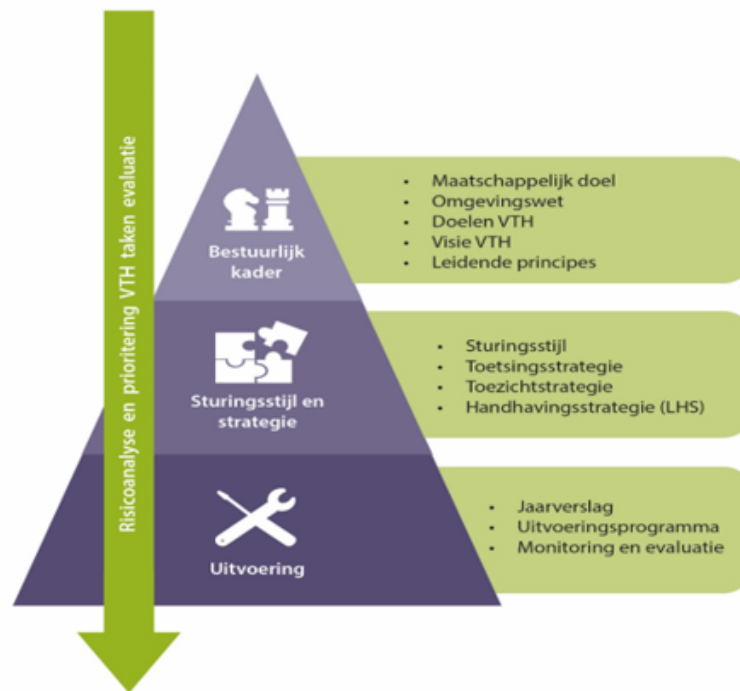 Risicoanalyse en prioritering VTH taken evaluatie
Bestuurlijk
kader
• Maatschappelijk doel
• Omgevingswet
• Doelen VTH
• Visie VTH
• Leidende principes
Sturingsstijl en
strategie
• Sturingsstijl
• Toetsingsstrategie
• Toezichtstrategie
• Handhavingsstrategie (LHS)
Uitvoering
• Jaarverslag
• Uitvoeringsprogramma
• Monitoring en evaluatie